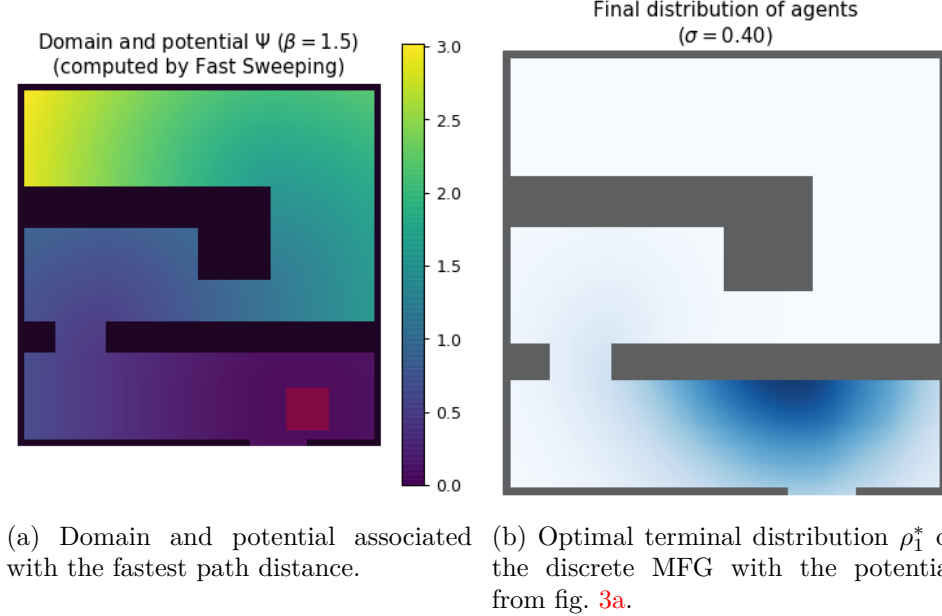 Domain and potential Ψ (β = 1.5)
(computed by Fast Sweeping)
3.0
2.5
2.0
1.5
1.0
0.5
0.0
Final distribution of agents
(σ = 0.40)
(a) Domain and potential associated
with the fastest path distance.
(b) Optimal terminal distribution ρ₁*
the discrete MFG with the potential
from fig. 3a.